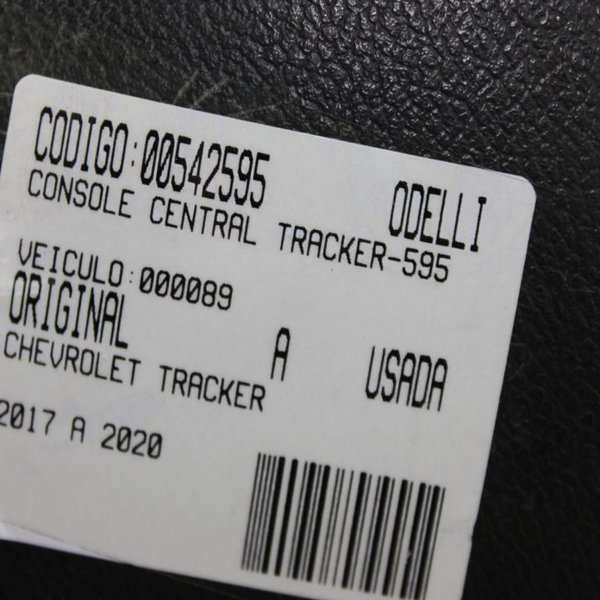 CODIGO:00542595 ODELLI
CONSOLE CENTRAL TRACKER-595
VEICULO:000089
ORIGINAL A USADA
CHEVROLET TRACKER
2017 A 2020